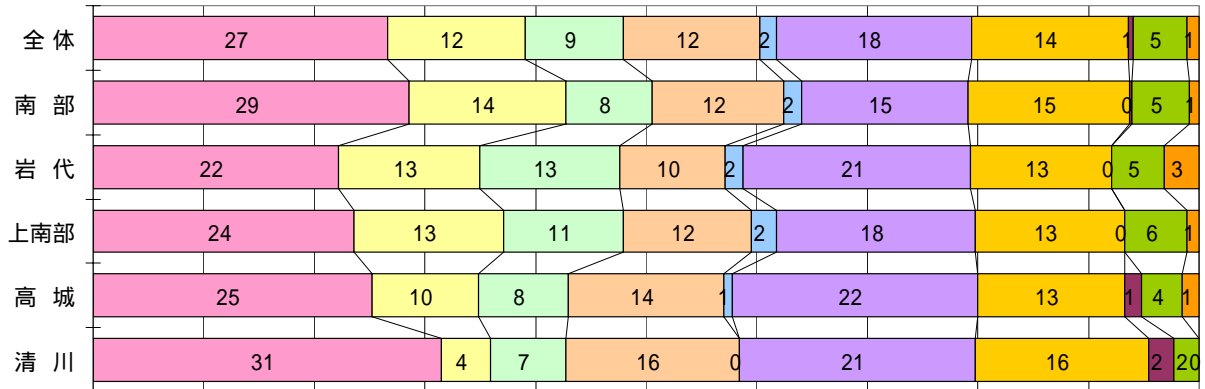 全 体 27 12 9 12 2 18 14 1 5 1
南 部 29 14 8 12 2 15 15 0 5 1
岩 代 22 13 13 10 2 21 13 0 5 3
上南部 24 13 11 12 2 18 13 0 6 1
高 城 25 10 8 14 1 22 13 1 4 1
清 川 31 4 7 16 0 21 16 2 2 0